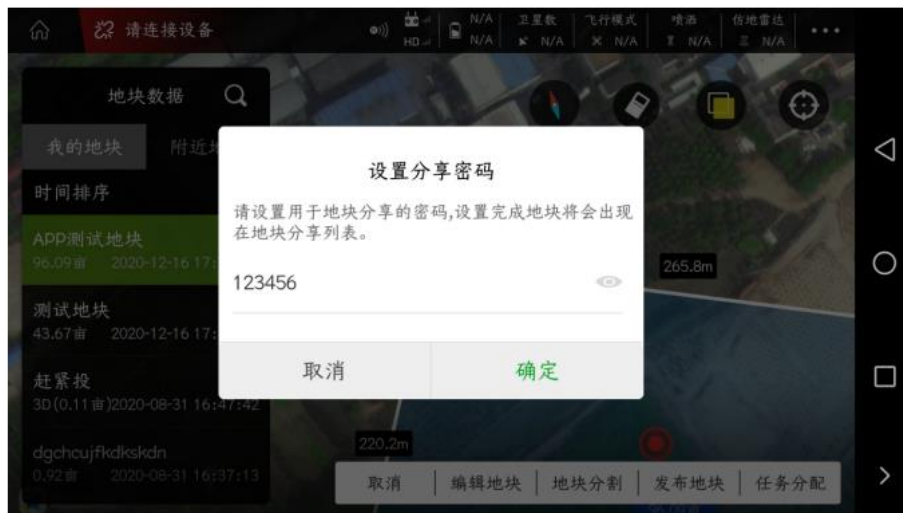 请连接设备
HD
N/A
N/A
卫星数
N/A
飞行模式
N/A
喷洒
N/A
仿地雷达
N/A
地块数据
我的地块
附近地
时间排序
APP测试地块
96.09亩 2020-12-16 17:
测试地块
43.67亩 2020-12-16 17:
赶紧投
3D(0.11亩)2020-08-31 16:47:42
dgchcujfkdkskdn
0.92亩 2020-08-31 16:37:13
设置分享密码
请设置用于地块分享的密码,设置完成地块将会出现
在地块分享列表。
123456
取消
确定
265.8m
220.2m
取消
编辑地块
地块分割
发布地块
任务分配